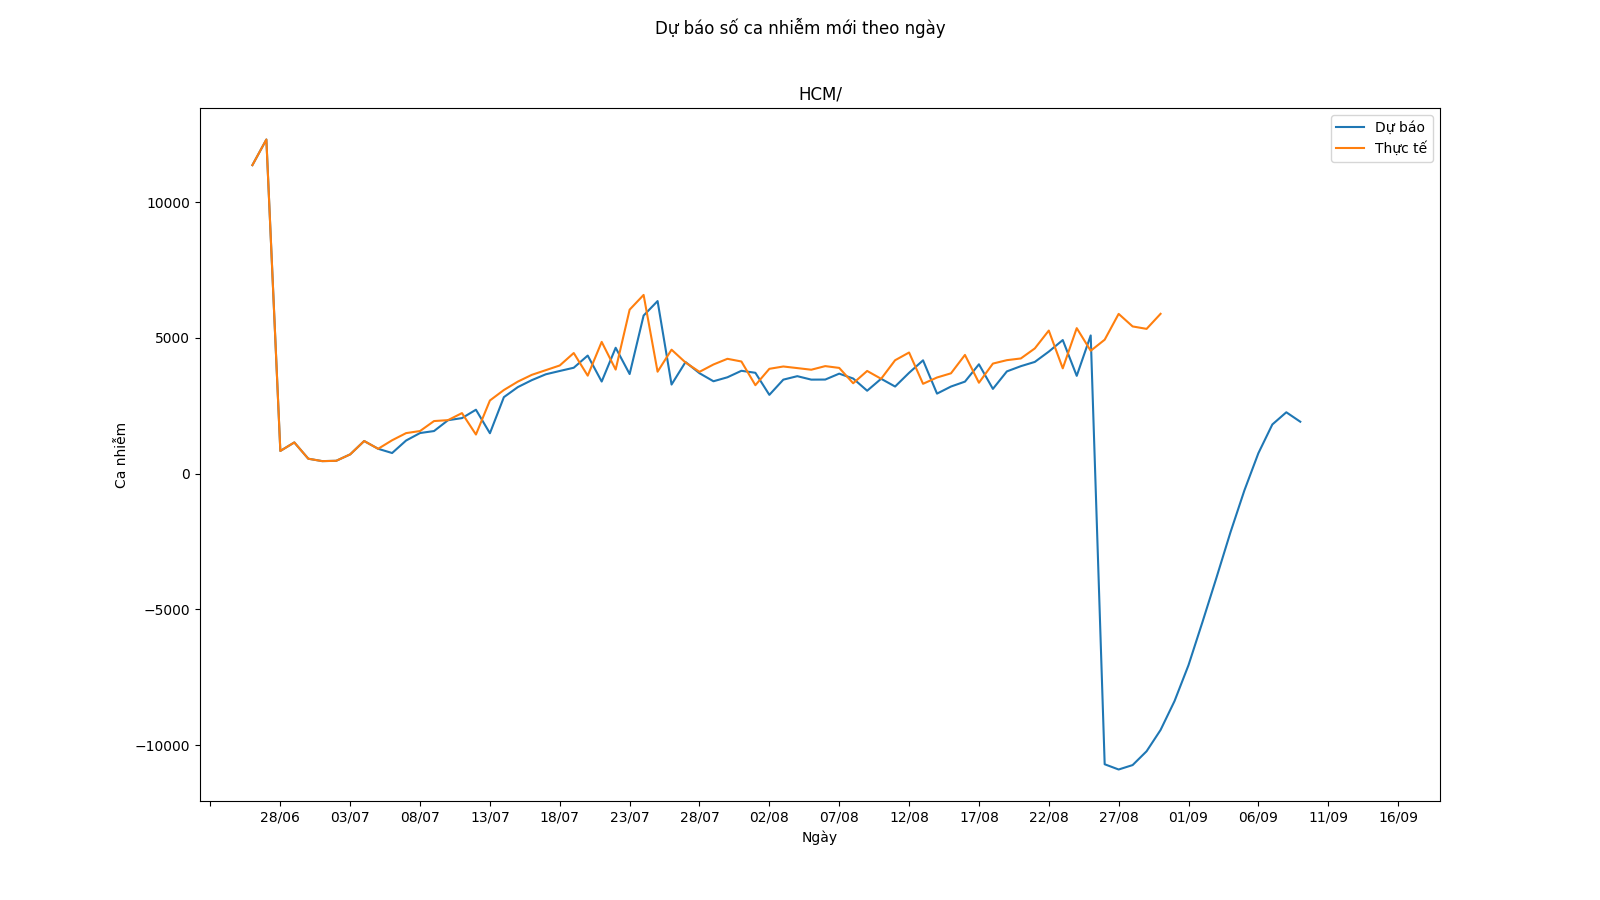 Dự báo số ca nhiễm mới theo ngày
HCM/
Dự báo
Thực tế
10000
5000
0
−5000
−10000
Ca nhiễm
28/06 03/07 08/07 13/07 18/07 23/07 28/07 02/08 07/08 12/08 17/08 22/08 27/08 01/09 06/09 11/09 16/09
Ngày